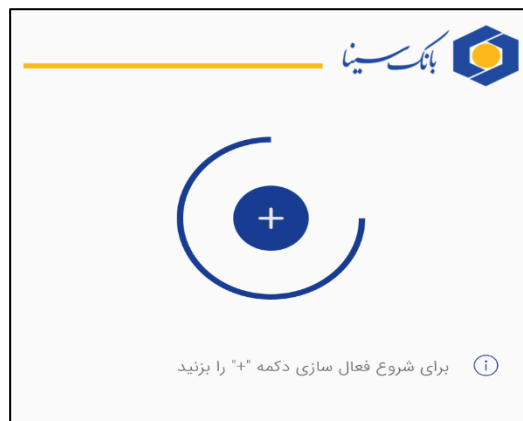 بانک سینا
برای شروع فعال سازی دکمه "+" را بزنید